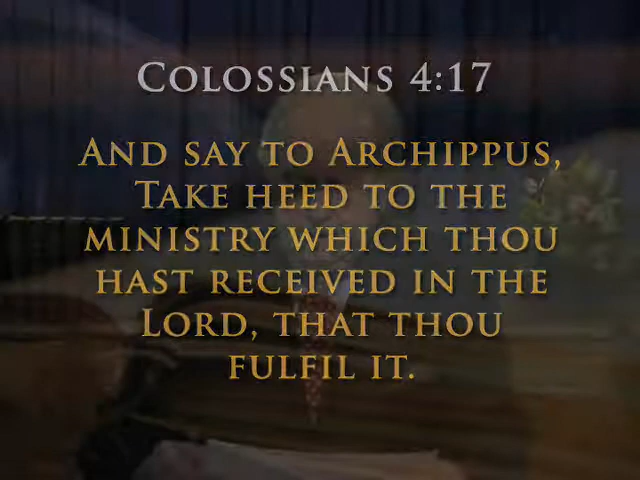 Colossians 4:17
And say to Archippus,
Take heed to the
ministry which thou
hast received in the
Lord, that thou
fulfil it.